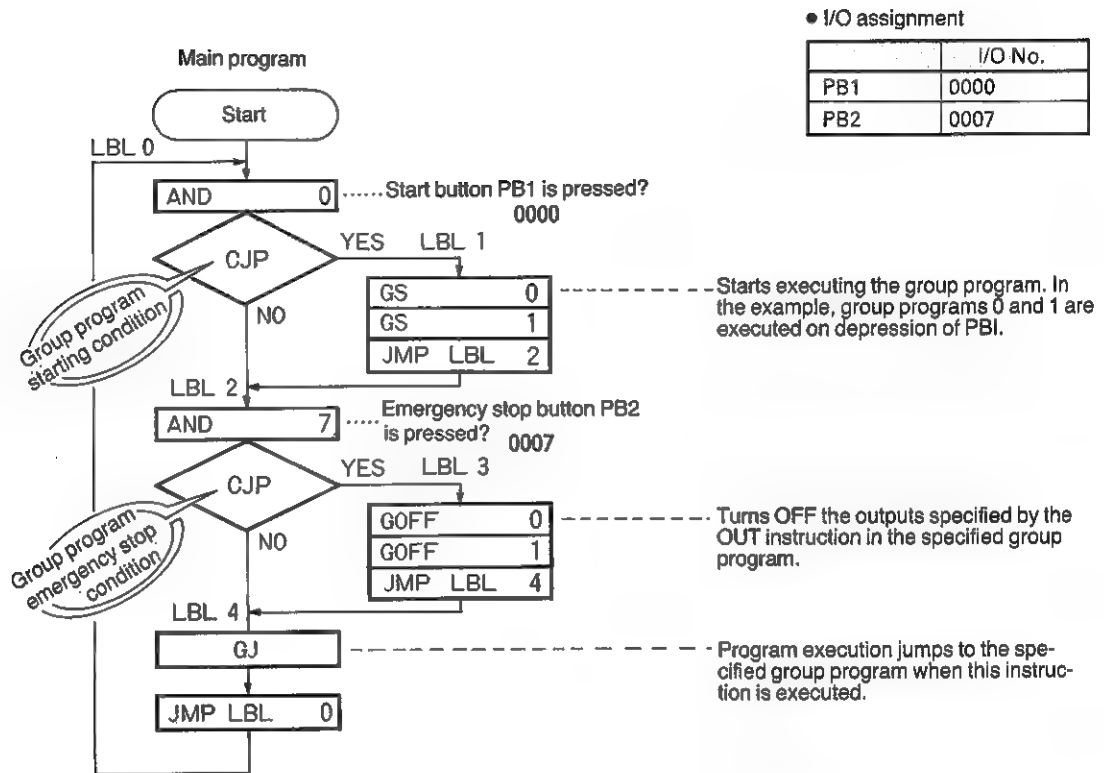 ● I/O assignment
I/O No.
PB1 0000
PB2 0007
Main program
Start
LBL 0
AND 0
Start button PB1 is pressed?
0000
CJP
YES LBL 1
NO
Group program
starting condition
GS 0
GS 1
JMP LBL 2
Starts executing the group program. In
the example, group programs 0 and 1 are
executed on depression of PBI.
LBL 2
AND 7
Emergency stop button PB2
is pressed? 0007
CJP
YES LBL 3
NO
Group program
emergency stop
condition
GOFF 0
GOFF 1
JMP LBL 4
Turns OFF the outputs specified by the
OUT instruction in the specified group
program.
LBL 4
GJ
Program execution jumps to the spe-
cified group program when this instruc-
tion is executed.
JMP LBL 0